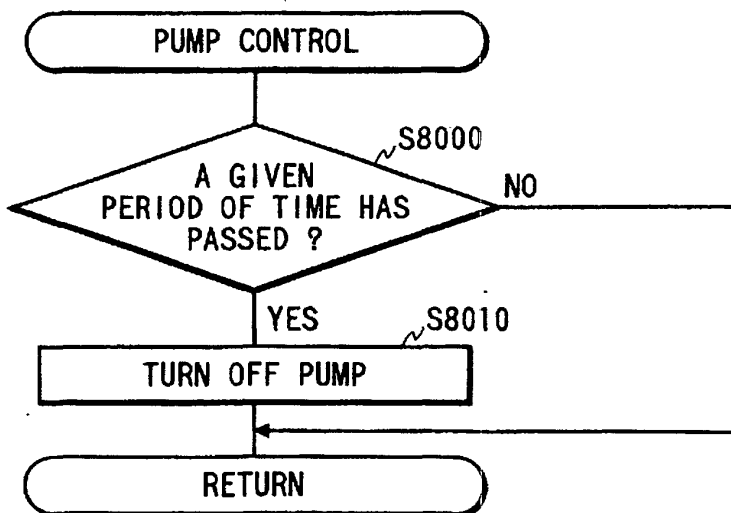 PUMP CONTROL
S8000
A GIVEN
PERIOD OF TIME HAS
PASSED ?
NO
YES
S8010
TURN OFF PUMP
RETURN